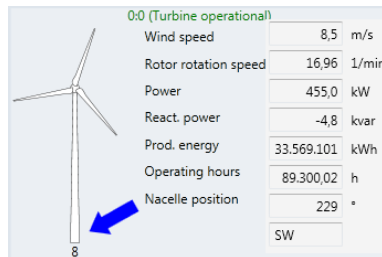 0:0 (Turbine operational)
Wind speed 8,5 m/s
Rotor rotation speed 16,96 1/min
Power 455,0 kW
React. power -4,8 kvar
Prod. energy 33.569.101 kWh
Operating hours 89.300,02 h
Nacelle position 229 °
SW
8